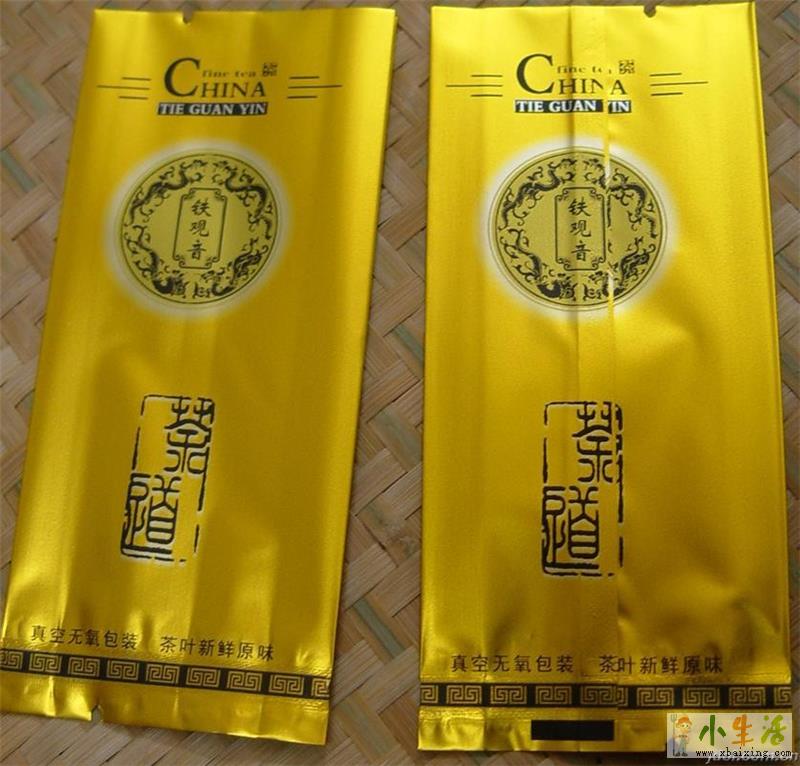 fine tea
CHINA
TIE GUAN YIN
铁观音
茶道
真空无氧包装 茶叶新鲜原味
fine tea
CHINA
TIE GUAN YIN
铁观音
茶道
真空无氧包装 茶叶新鲜原味
小生活
www.xbaixing.com